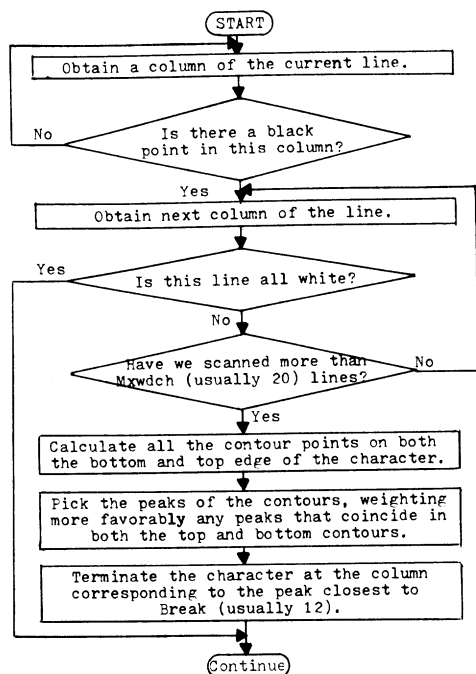 START
Obtain a column of the current line.
No
Is there a black
point in this column?
Yes
Obtain next column of the line.
Yes
Is this line all white?
No
Have we scanned more than
Mxwdch (usually 20) lines?
No
Yes
Calculate all the contour points on both
the bottom and top edge of the character.
Pick the peaks of the contours, weighting
more favorably any peaks that coincide in
both the top and bottom contours.
Terminate the character at the column
corresponding to the peak closest to
Break (usually 12).
Continue